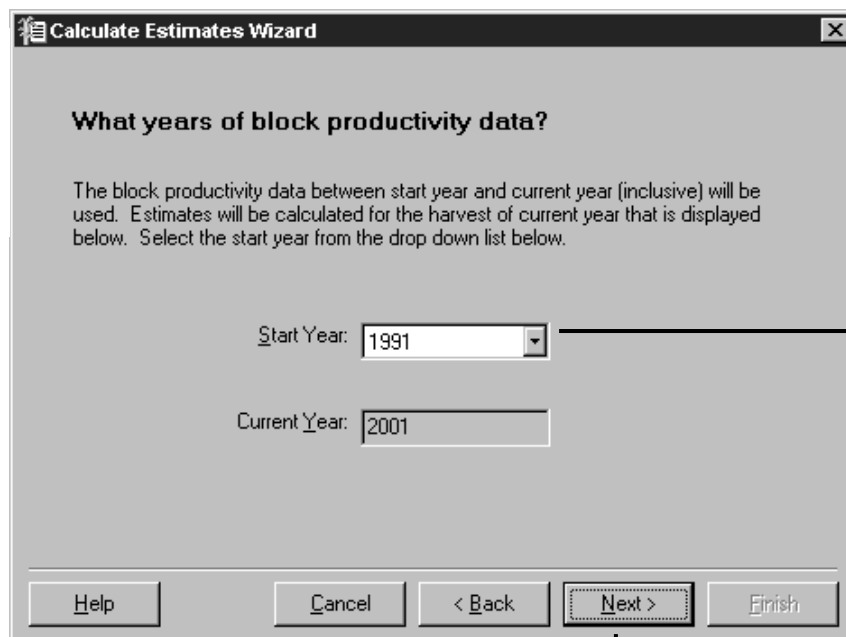 Calculate Estimates Wizard
What years of block productivity data?
The block productivity data between start year and current year (inclusive) will be
used.  Estimates will be calculated for the harvest of current year that is displayed
below.  Select the start year from the drop down list below.
Start Year: 1991
Current Year: 2001
Help Cancel < Back Next > Finish